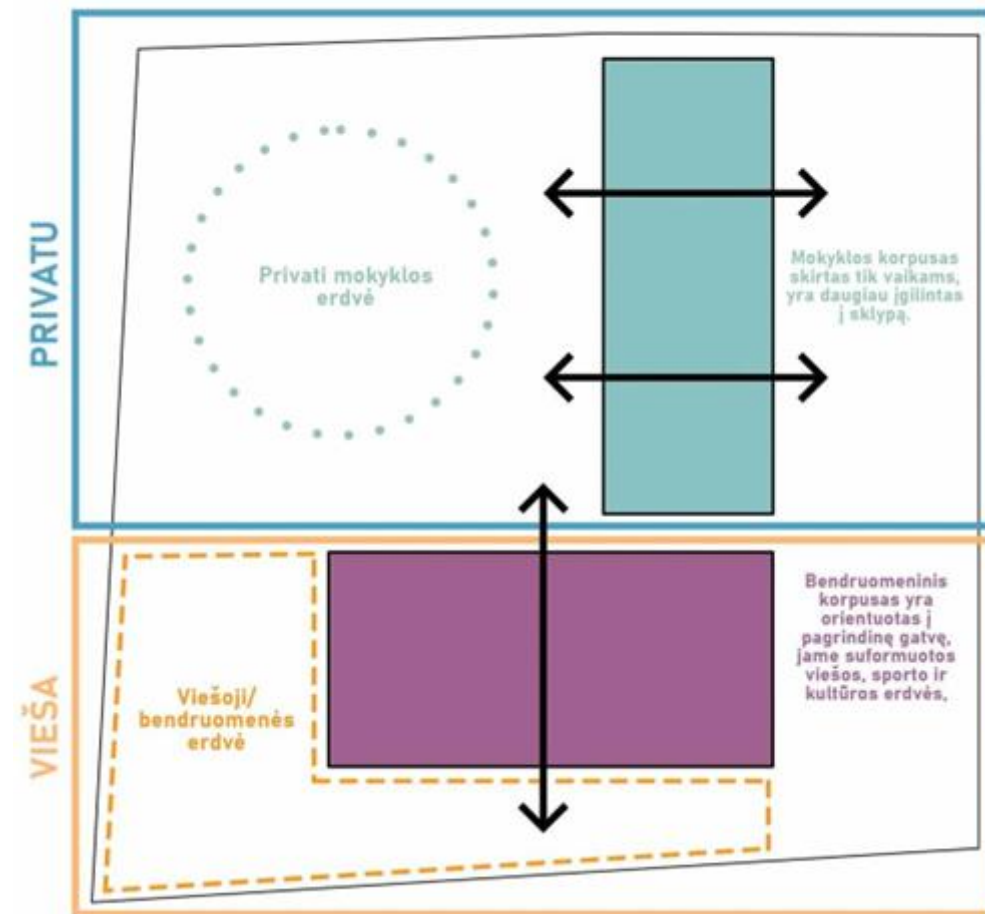 PRIVATU
Privati mokyklos
erdvė
Mokyklos korpusas
skirtas tik vaikams,
yra daugiau įgilintas
į sklypą.
VIEŠA
Viešoji/
bendruomenės
erdvė
Bendruomeninis
korpusas yra
orientuotas į
pagrindinę gatvę,
jame suformuotos
viešos, sporto ir
kultūros erdvės,